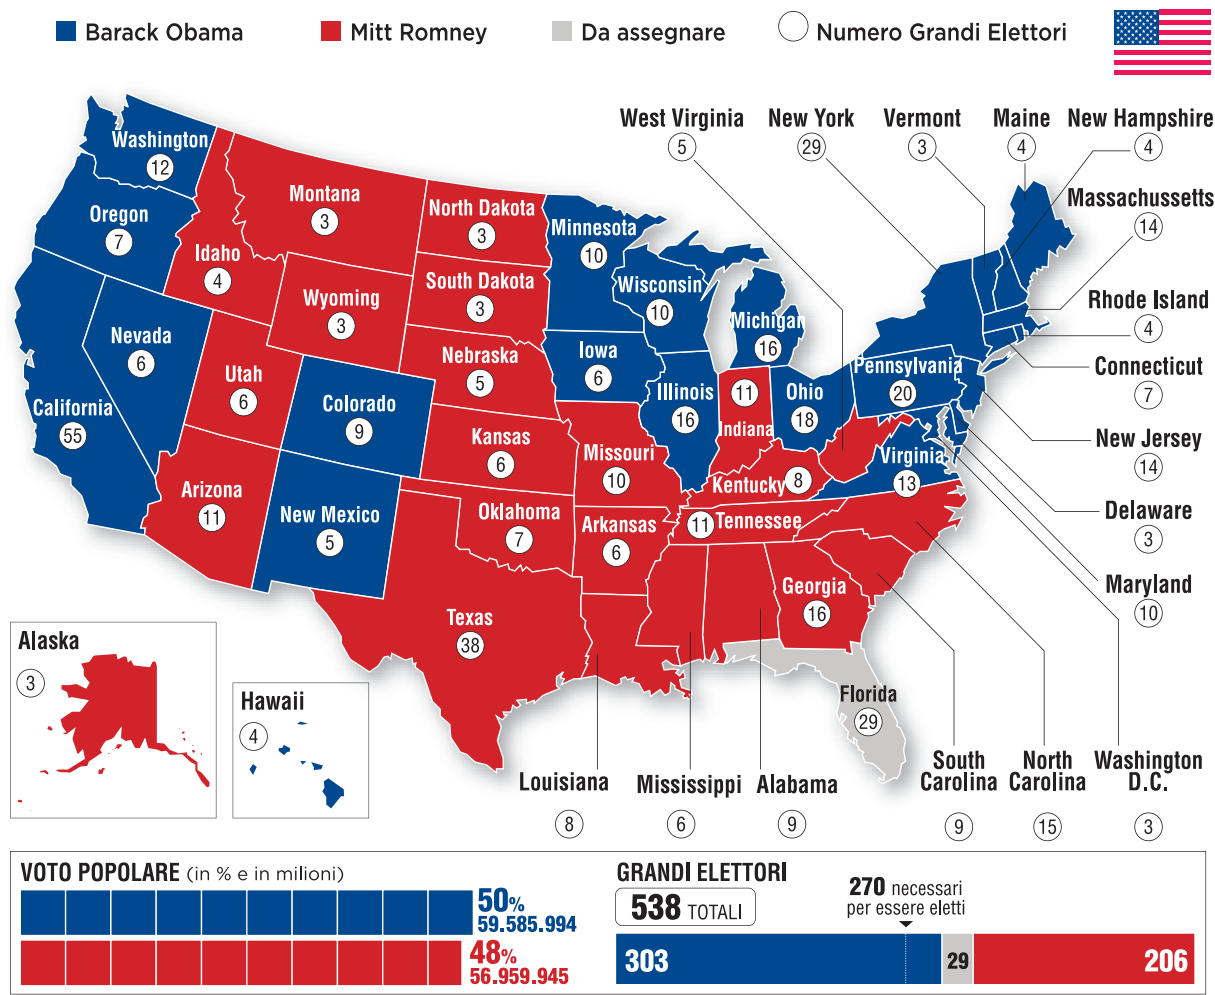 Barack Obama
Mitt Romney
Da assegnare
Numero Grandi Elettori
West Virginia
5
New York
29
Vermont
3
Maine
4
New Hampshire
4
Massachussetts
14
Rhode Island
4
Connecticut
7
New Jersey
14
Delaware
3
Maryland
10
Washington
D.C.
3
North
Carolina
15
South
Carolina
9
Alabama
9
Mississippi
6
Louisiana
8
Washington
12
Oregon
7
California
55
Nevada
6
Idaho
4
Montana
3
Wyoming
3
Utah
6
Arizona
11
Colorado
9
New Mexico
5
North Dakota
3
South Dakota
3
Nebraska
5
Kansas
6
Oklahoma
7
Texas
38
Minnesota
10
Iowa
6
Missouri
10
Arkansas
6
Wisconsin
10
Illinois
16
Michigan
16
11
Indiana
Ohio
18
Kentucky 8
11 Tennessee
Pennsylvania
20
Virginia
13
Georgia
16
Florida
29
Alaska
3
Hawaii
4
VOTO POPOLARE (in % e in milioni)
50%
59.585.994
48%
56.959.945
GRANDI ELETTORI
538 TOTALI
270 necessari
per essere eletti
303
29
206